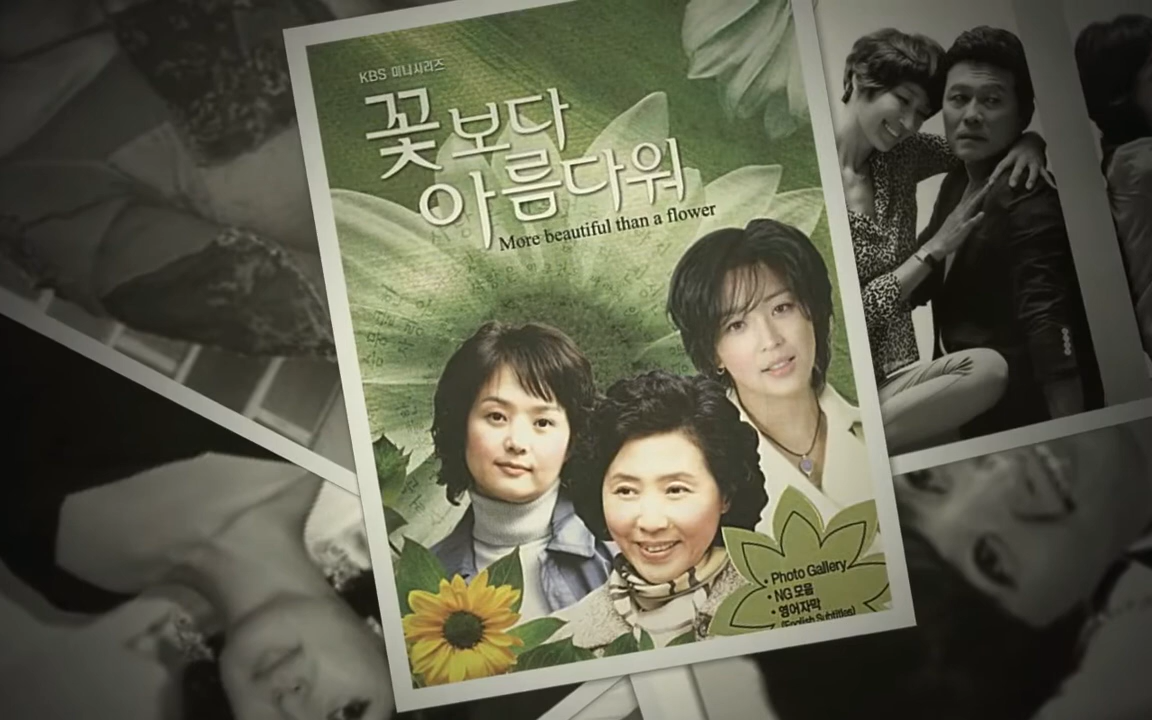 KBS 미니시리즈
꽃보다
아름다워
More beautiful than a flower
• Photo Gallery
• NG 모음
• 영어자막
(English Subtitles)